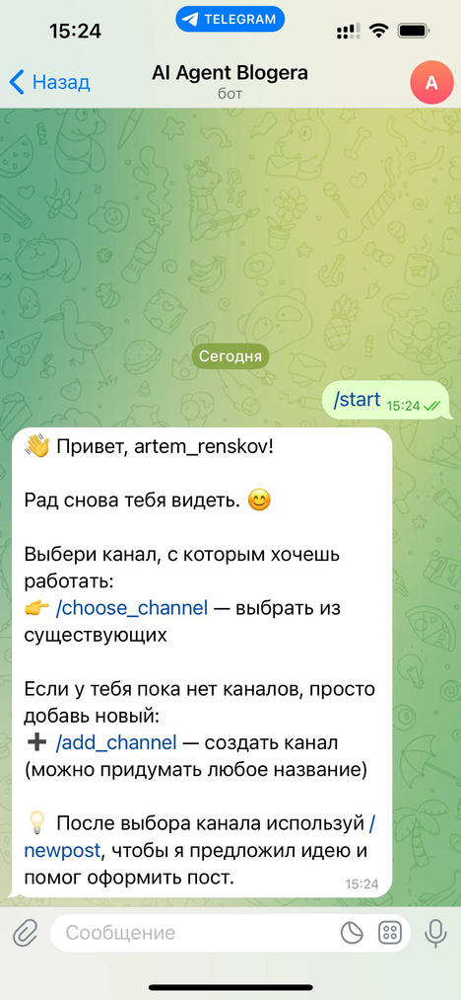 15:24
TELEGRAM
Назад
AI Agent Blogera
бот
A
Сегодня
/start 15:24
👋 Привет, artem_renskov!
Рад снова тебя видеть. 😊
Выбери канал, с которым хочешь
работать:
👉 /choose_channel — выбрать из
существующих
Если у тебя пока нет каналов, просто
добавь новый:
➕ /add_channel — создать канал
(можно придумать любое название)
💡 После выбора канала используй /
newpost, чтобы я предложил идею и
помог оформить пост.
15:24
Сообщение